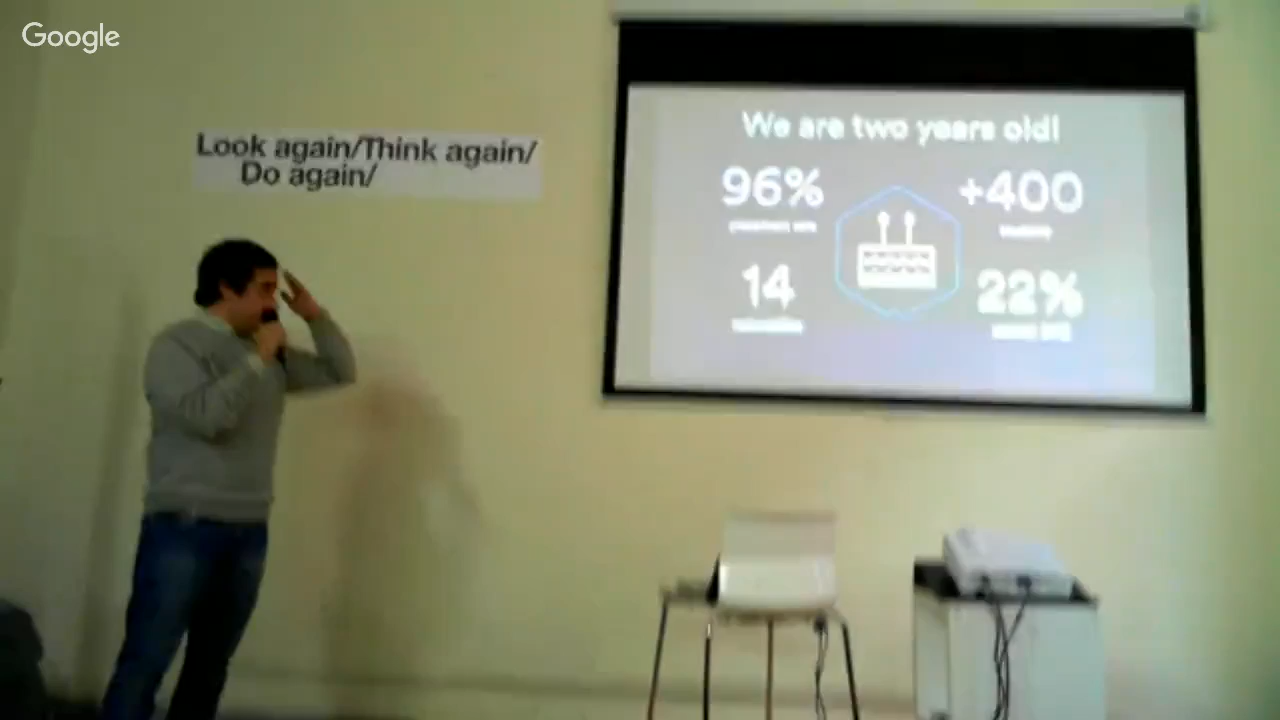 Google
Look again/Think again/
Do again/
We are two years old!
96%
+400
14
22%